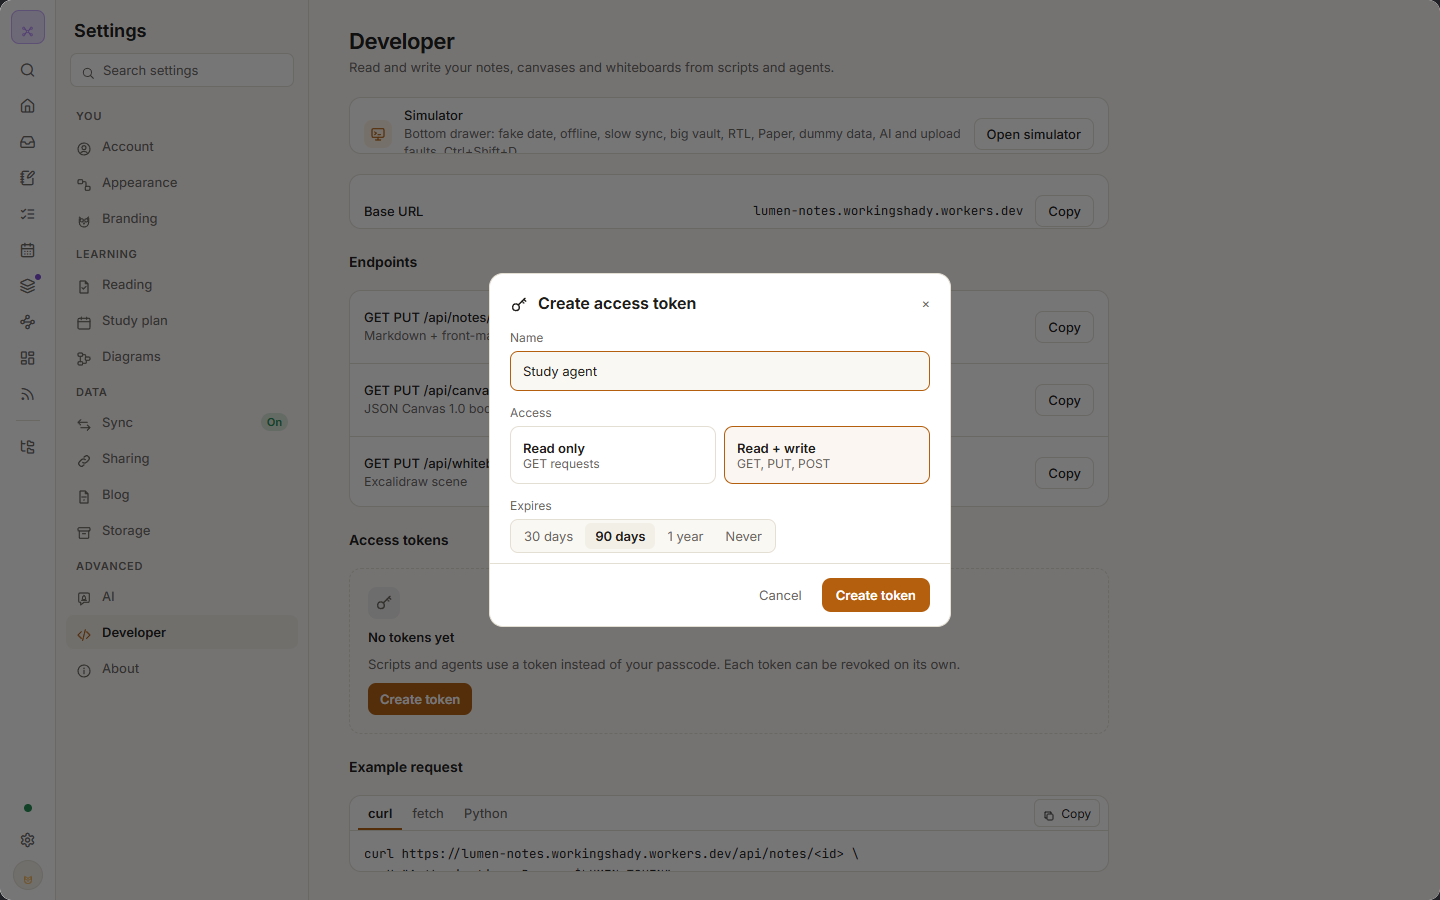 Settings
Search settings
YOU
Account
Appearance
Branding
LEARNING
Reading
Study plan
Diagrams
DATA
Sync
On
Sharing
Blog
Storage
ADVANCED
AI
Developer
About
Developer
Read and write your notes, canvases and whiteboards from scripts and agents.
Simulator
Bottom drawer: fake date, offline, slow sync, big vault, RTL, Paper, dummy data, AI and upload
faults. Ctrl+Shift+D
Open simulator
Base URL
lumen-notes.workingshady.workers.dev
Copy
Endpoints
GET PUT /api/notes/
Markdown + front-ma
Copy
GET PUT /api/canva
JSON Canvas 1.0 boo
Copy
GET PUT /api/whiteb
Excalidraw scene
Copy
Create access token
×
Name
Study agent
Access
Read only
GET requests
Read + write
GET, PUT, POST
Expires
30 days
90 days
1 year
Never
Cancel
Create token
Access tokens
No tokens yet
Scripts and agents use a token instead of your passcode. Each token can be revoked on its own.
Create token
Example request
curl
fetch
Python
Copy
curl https://lumen-notes.workingshady.workers.dev/api/notes/<id> \